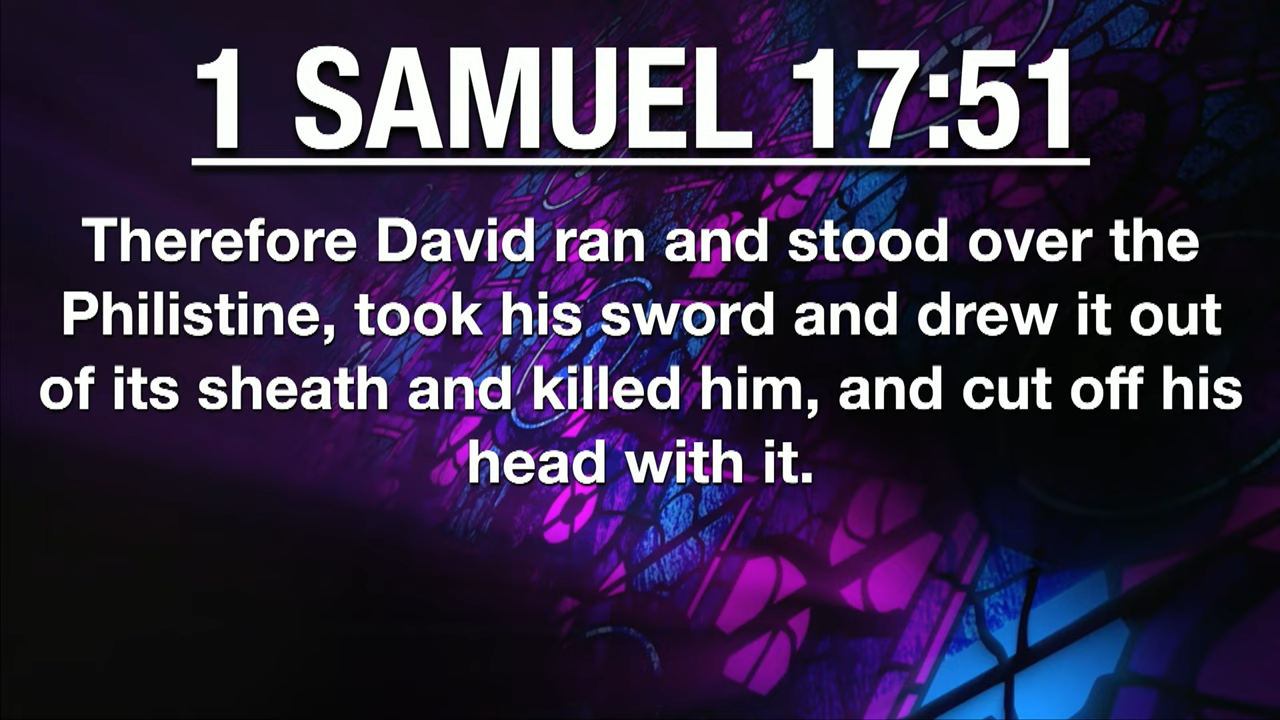 1 SAMUEL 17:51
Therefore David ran and stood over the
Philistine, took his sword and drew it out
of its sheath and killed him, and cut off his
head with it.